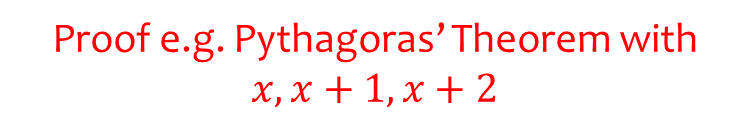 Proof e.g. Pythagoras’ Theorem with
𝑥, 𝑥 + 1, 𝑥 + 2